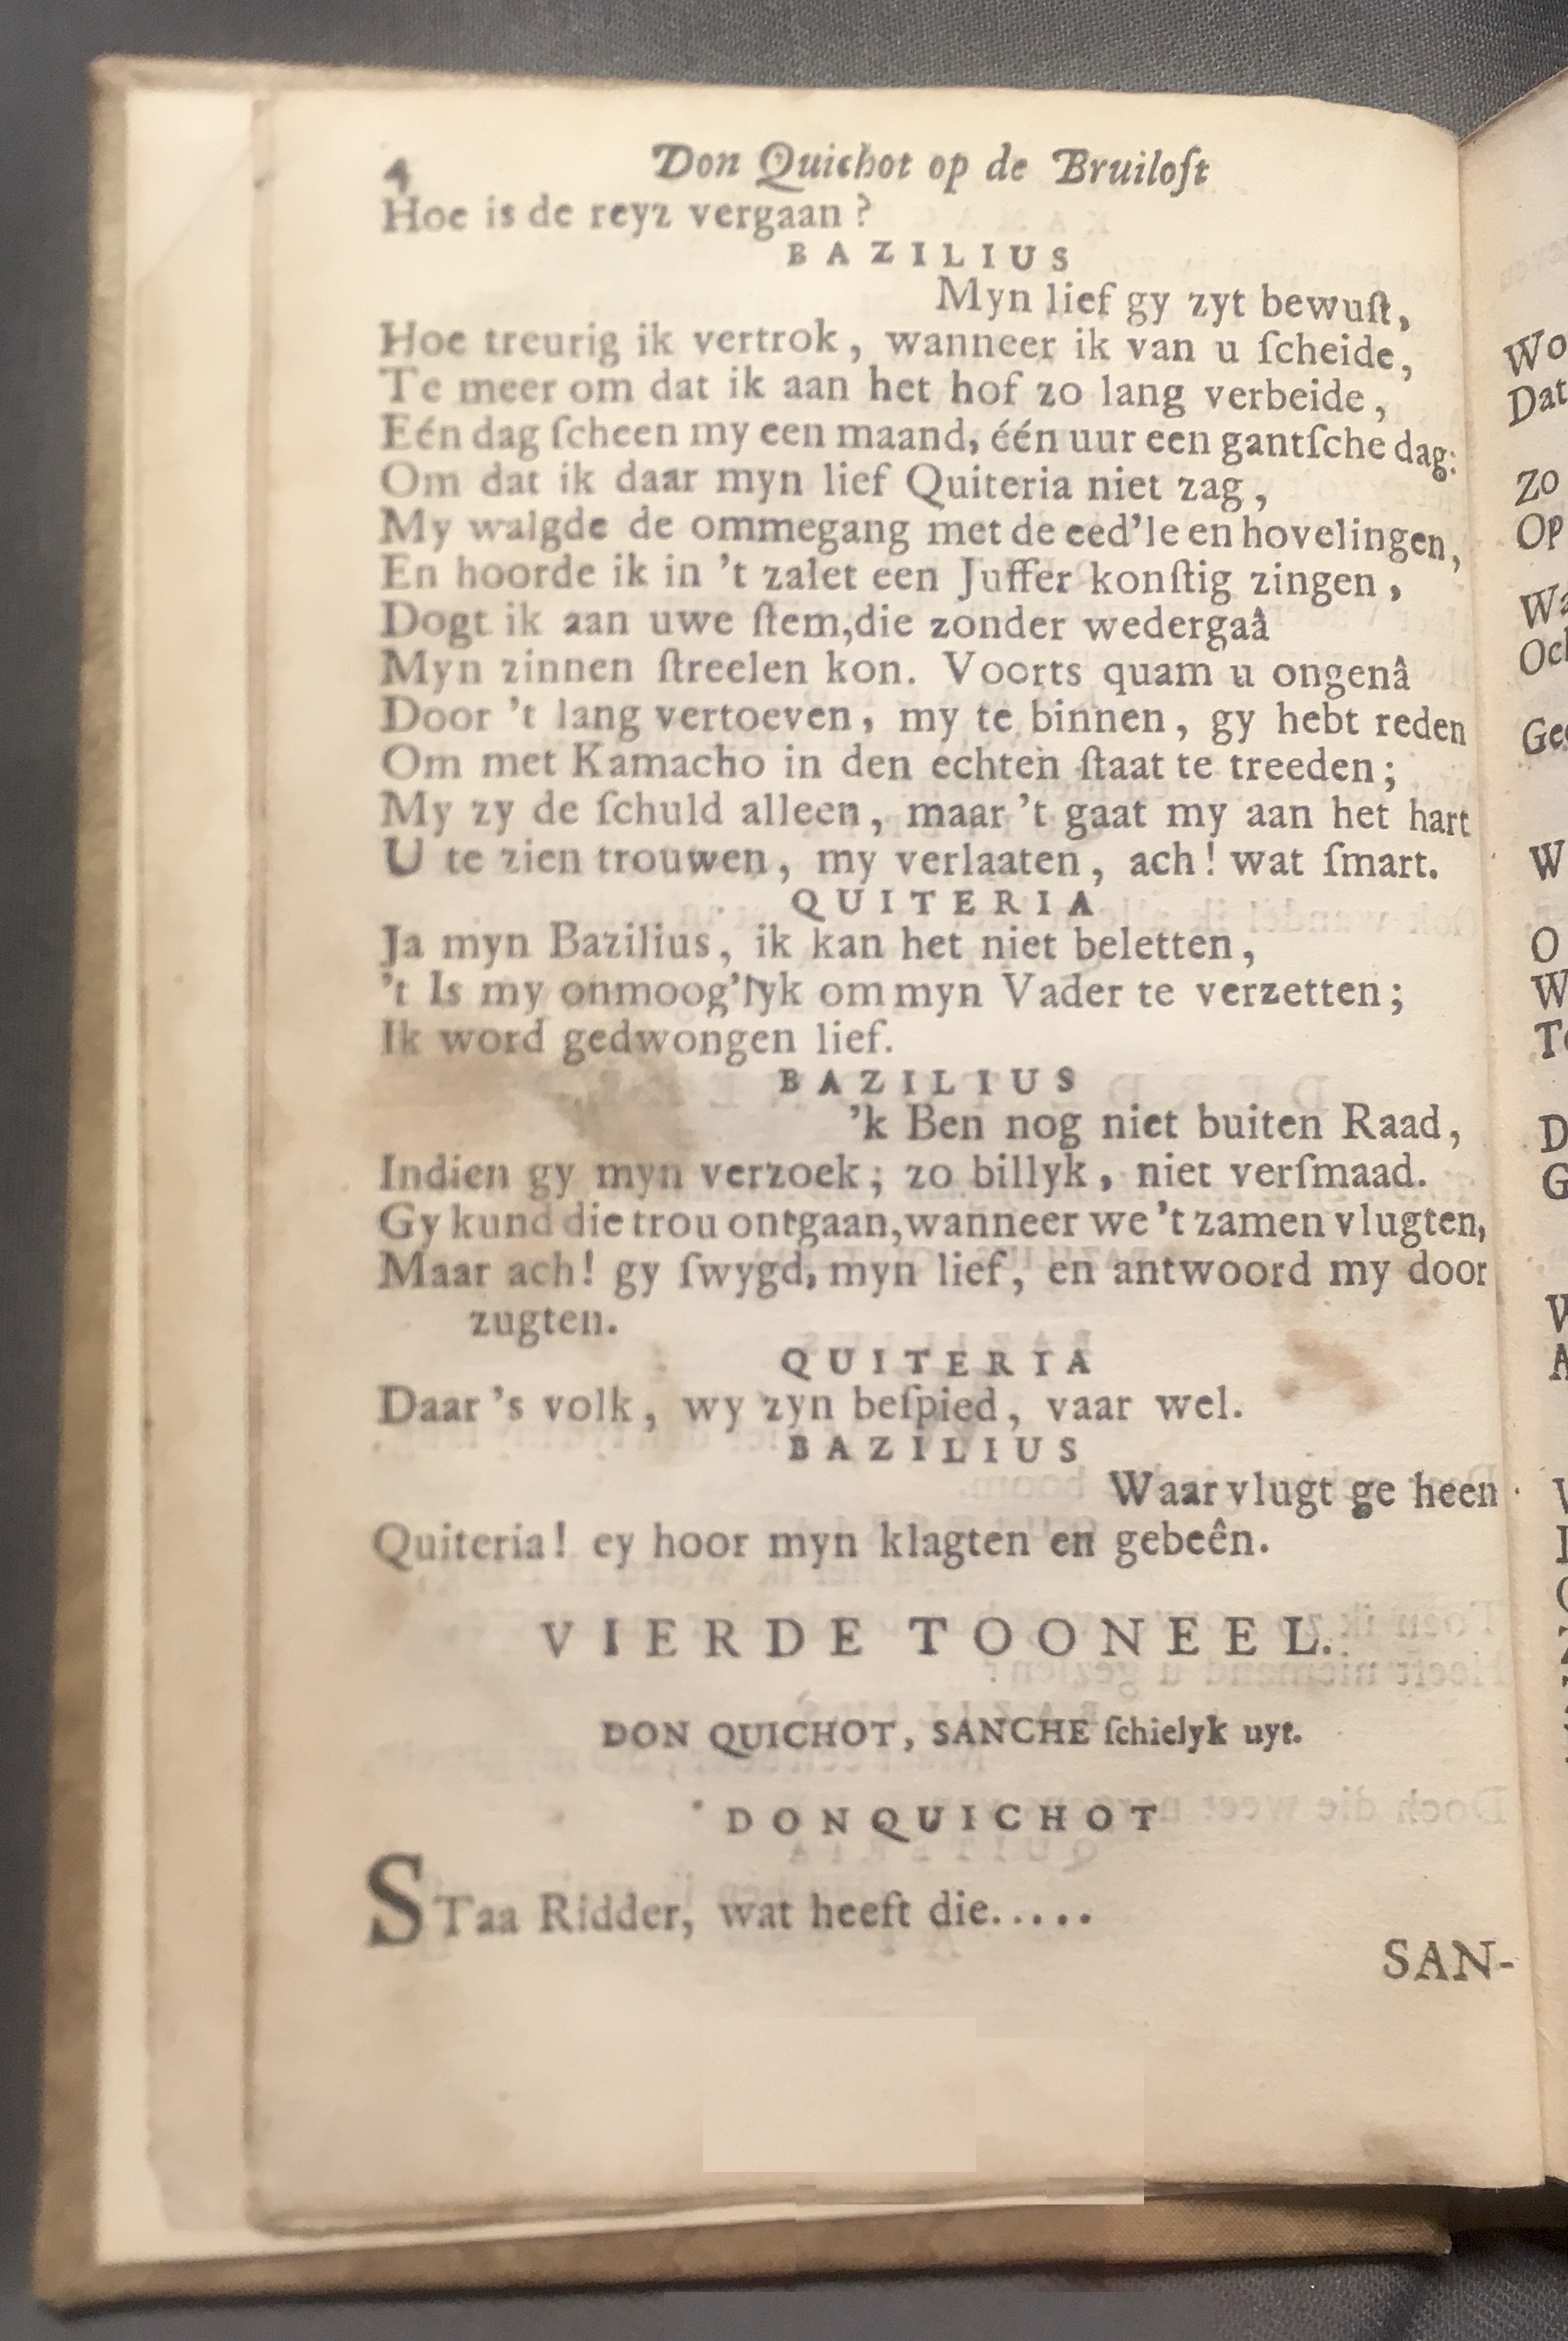 4 Don Quichot op de Bruiloſt
Hoe is de reyz vergaan ?
BAZILIUS
Myn lief gy zyt bewuſt,
Hoe treurig ik vertrok, wanneer ik van u ſcheide,
Te meer om dat ik aan het hof zo lang verbeide,
Eén dag ſcheen my een maand, één uur een gantſche dag:
Om dat ik daar myn lief Quiteria niet zag,
My walgde de ommegang met de eed'le en hovelingen,
En hoorde ik in 't zalet een Juffer konſtig zingen,
Dogt ik aan uwe ſtem,die zonder wedergaâ
Myn zinnen ſtreelen kon. Voorts quam u ongenâ
Door 't lang vertoeven, my te binnen, gy hebt reden
Om met Kamacho in den echten ſtaat te treeden;
My zy de ſchuld alleen, maar 't gaat my aan het hart
U te zien trouwen, my verlaaten, ach! wat ſmart.
QUITERIA
Ja myn Bazilius, ik kan het niet beletten,
't Is my onmoog'lyk om myn Vader te verzetten;
Ik word gedwongen lief.
BAZILIUS
'k Ben nog niet buiten Raad,
Indien gy myn verzoek; zo billyk, niet verſmaad.
Gy kund die trou ontgaan,wanneer we 't zamen vlugten,
Maar ach! gy ſwygd, myn lief, en antwoord my door
zugten.
QUITERIA
Daar 's volk, wy zyn beſpied, vaar wel.
BAZILIUS
Waar vlugt ge heen
Quiteria! ey hoor myn klagten en gebeên.
VIERDE TOONEEL.
DON QUICHOT, SANCHE ſchielyk uyt.
DON QUICHOT
STaa Ridder, wat heeft die.....
SAN-
Wo
Dat
Zo
Op
W
O
W
D
G